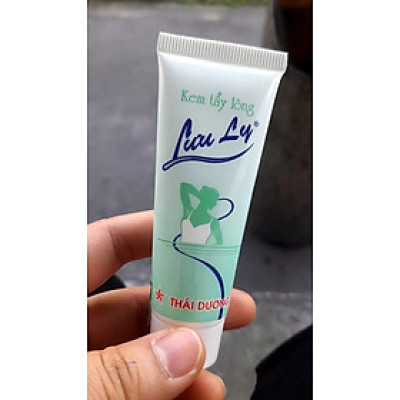 Kem tẩy lông
Lưu Ly®
THÁI DƯƠNG